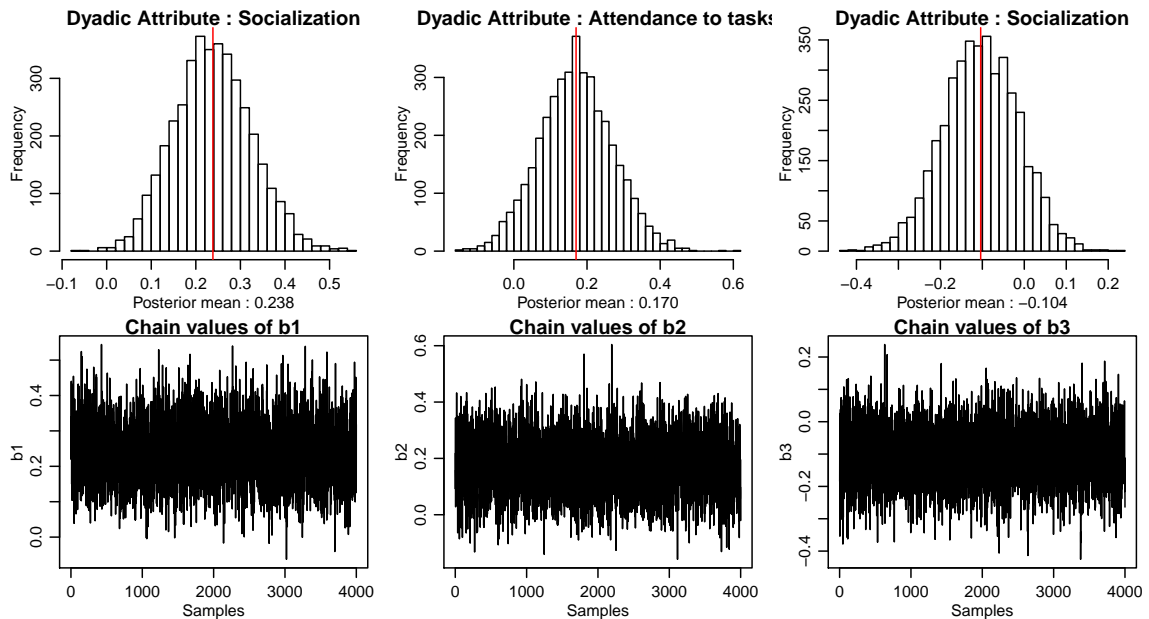 Dyadic Attribute : Socialization
Frequency
0 100 200 300
−0.1 0.0 0.1 0.2 0.3 0.4 0.5
Posterior mean : 0.238
Dyadic Attribute : Attendance to tasks
Frequency
0 100 200 300
0.0 0.2 0.4 0.6
Posterior mean : 0.170
Dyadic Attribute : Socialization
Frequency
0 50 150 250 350
−0.4 −0.2 0.0 0.2
Posterior mean : −0.104
Chain values of b1
b1
0.0 0.2 0.4
0 1000 2000 3000 4000
Samples
Chain values of b2
b2
0.0 0.2 0.4 0.6
0 1000 2000 3000 4000
Samples
Chain values of b3
b3
−0.4 −0.2 0.0 0.2
0 1000 2000 3000 4000
Samples